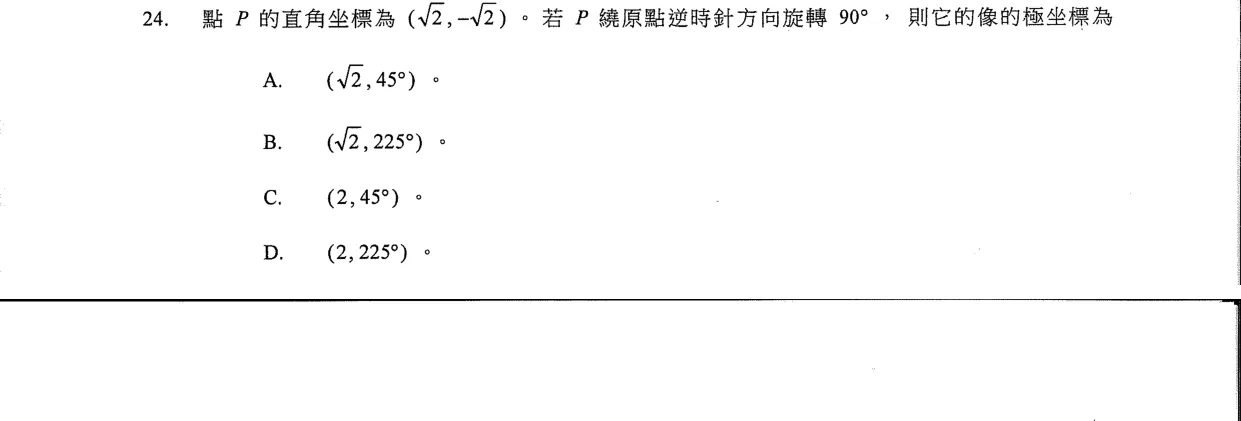 24. 點 P 的直角坐標為 (√2, −√2)。若 P 繞原點逆時針方向旋轉 90°，則它的像的極坐標為
A. (√2, 45°)。
B. (√2, 225°)。
C. (2, 45°)。
D. (2, 225°)。